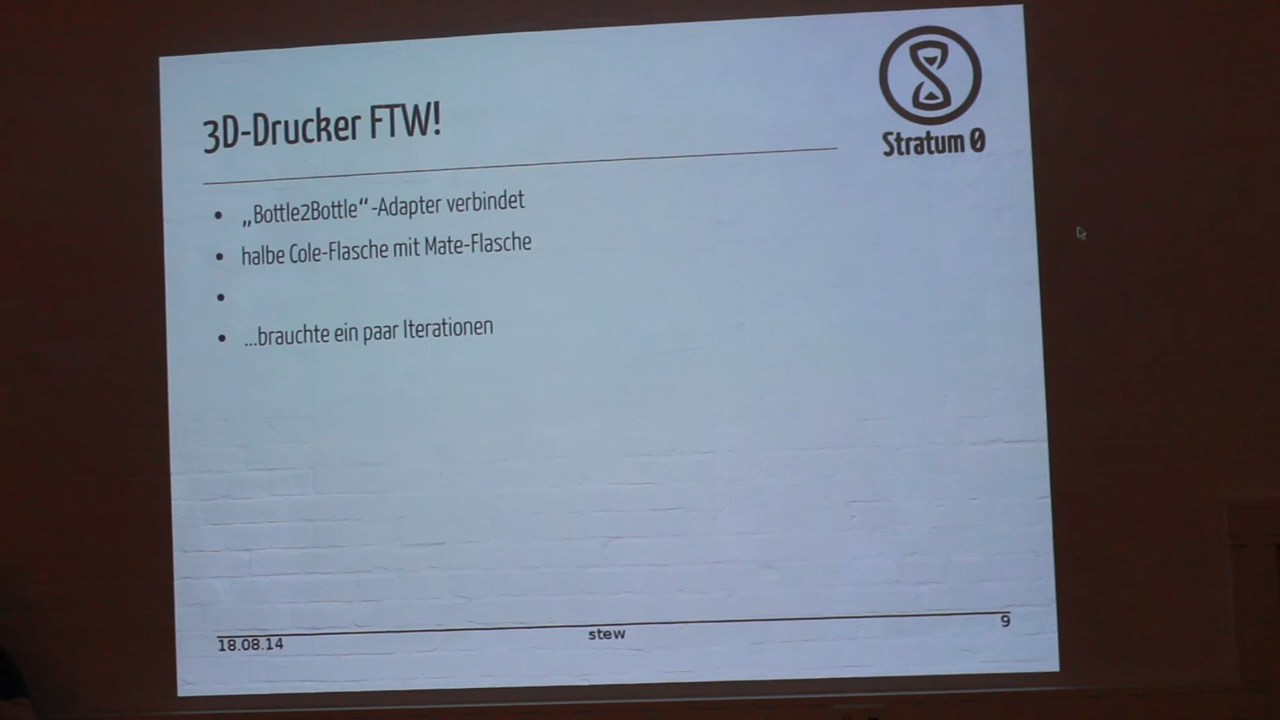 3D-Drucker FTW!
Stratum 0
• „Bottle2Bottle“-Adapter verbindet
• halbe Cole-Flasche mit Mate-Flasche
•
• ...brauchte ein paar Iterationen
18.08.14
stew
9